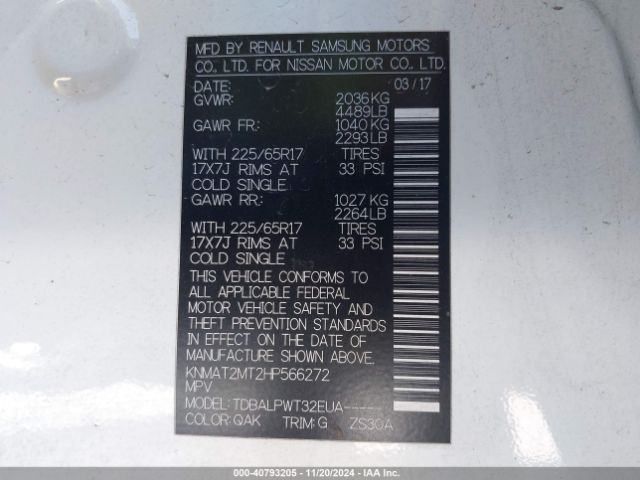 MFD BY RENAULT SAMSUNG MOTORS
CO., LTD. FOR NISSAN MOTOR CO., LTD.
DATE: 03/17
GVWR: 2036KG
4489LB
GAWR FR: 1040 KG
2293LB
WITH 225/65R17 TIRES
17X7J RIMS AT 33 PSI
COLD SINGLE
GAWR RR: 1027 KG
2264LB
WITH 225/65R17 TIRES
17X7J RIMS AT 33 PSI
COLD SINGLE
THIS VEHICLE CONFORMS TO
ALL APPLICABLE FEDERAL
MOTOR VEHICLE SAFETY AND
THEFT PREVENTION STANDARDS
IN EFFECT ON THE DATE OF
MANUFACTURE SHOWN ABOVE.
KNMAT2MT2HP566272
MPV
MODEL: TDBALPWT32EUA-----
COLOR: QAK TRIM: G ZS30A
000-40793205 - 11/20/2024 - IAA Inc.